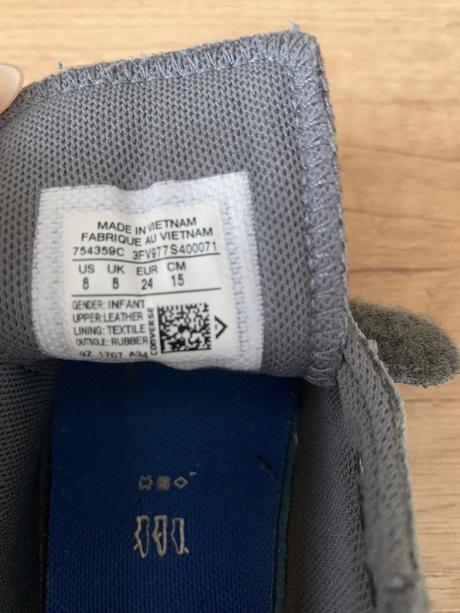 MADE IN VIETNAM
FABRIQUE AU VIETNAM
754359C 3FV977S400071
US UK EUR CM
8 8 24 15
GENDER: INFANT
UPPER: LEATHER
LINING: TEXTILE
OUTSOLE: RUBBER
CONVERSE